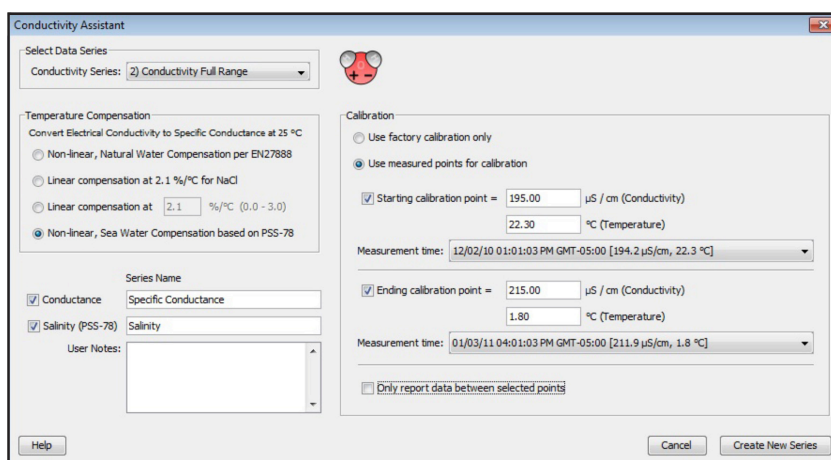 Conductivity Assistant
Select Data Series
Conductivity Series: 2) Conductivity Full Range
Temperature Compensation
Convert Electrical Conductivity to Specific Conductance at 25 ºC
Non-linear, Natural Water Compensation per EN27888
Linear compensation at 2.1 %/ºC for NaCl
Linear compensation at 2.1 %/ºC (0.0 - 3.0)
Non-linear, Sea Water Compensation based on PSS-78
Series Name
Conductance Specific Conductance
Salinity (PSS-78) Salinity
User Notes:
Calibration
Use factory calibration only
Use measured points for calibration
Starting calibration point = 195.00 µS / cm (Conductivity)
22.30 ºC (Temperature)
Measurement time: 12/02/10 01:01:03 PM GMT-05:00 [194.2 µS/cm, 22.3 ºC]
Ending calibration point = 215.00 µS / cm (Conductivity)
1.80 ºC (Temperature)
Measurement time: 01/03/11 04:01:03 PM GMT-05:00 [211.9 µS/cm, 1.8 ºC]
Only report data between selected points
Help
Cancel
Create New Series